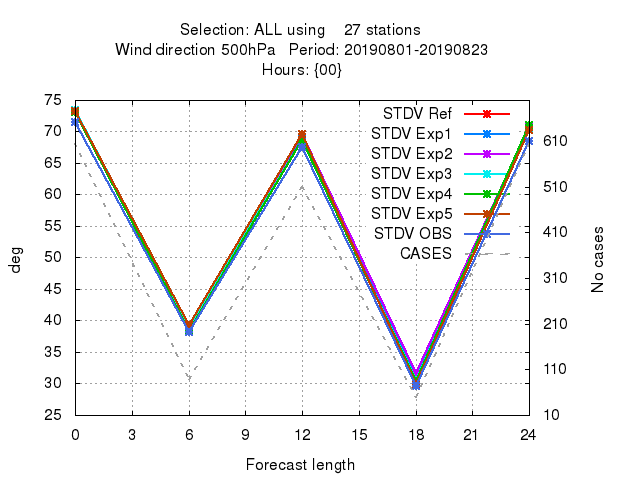 Selection: ALL using 27 stations
Wind direction 500hPa Period: 20190801-20190823
Hours: {00}
75
70
65
60
55
50
45
40
35
30
25
deg
STDV Ref
STDV Exp1
STDV Exp2
STDV Exp3
STDV Exp4
STDV Exp5
STDV OBS
CASES
610
510
410
310
210
110
10
No cases
0 3 6 9 12 15 18 21 24
Forecast length